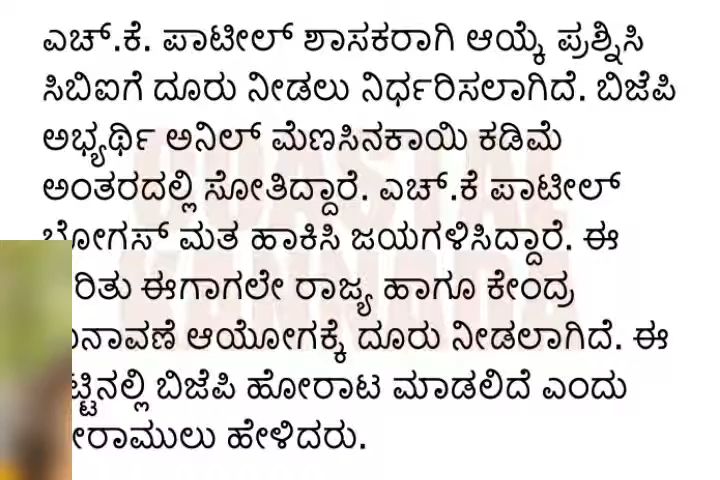 ಎಚ್.ಕೆ. ಪಾಟೀಲ್ ಶಾಸಕರಾಗಿ ಆಯ್ಕೆ ಪ್ರಶ್ನಿಸಿ
ಸಿಬಿಐಗೆ ದೂರು ನೀಡಲು ನಿರ್ಧರಿಸಲಾಗಿದೆ. ಬಿಜೆಪಿ
ಅಭ್ಯರ್ಥಿ ಅನಿಲ್ ಮೆಣಸಿನಕಾಯಿ ಕಡಿಮೆ
ಅಂತರದಲ್ಲಿ ಸೋತಿದ್ದಾರೆ. ಎಚ್.ಕೆ ಪಾಟೀಲ್
ಬೋಗಸ್ ಮತ ಹಾಕಿಸಿ ಜಯಗಳಿಸಿದ್ದಾರೆ. ಈ
ಈಗಾಗಲೇ ರಾಜ್ಯ ಹಾಗೂ ಕೇಂದ್ರ
ಆಯೋಗಕ್ಕೆ ದೂರು ನೀಡಲಾಗಿದೆ. ಈ
ಬಿಜೆಪಿ ಹೋರಾಟ ಮಾಡಲಿದೆ ಎಂದು
ಹೇಳಿದರು.